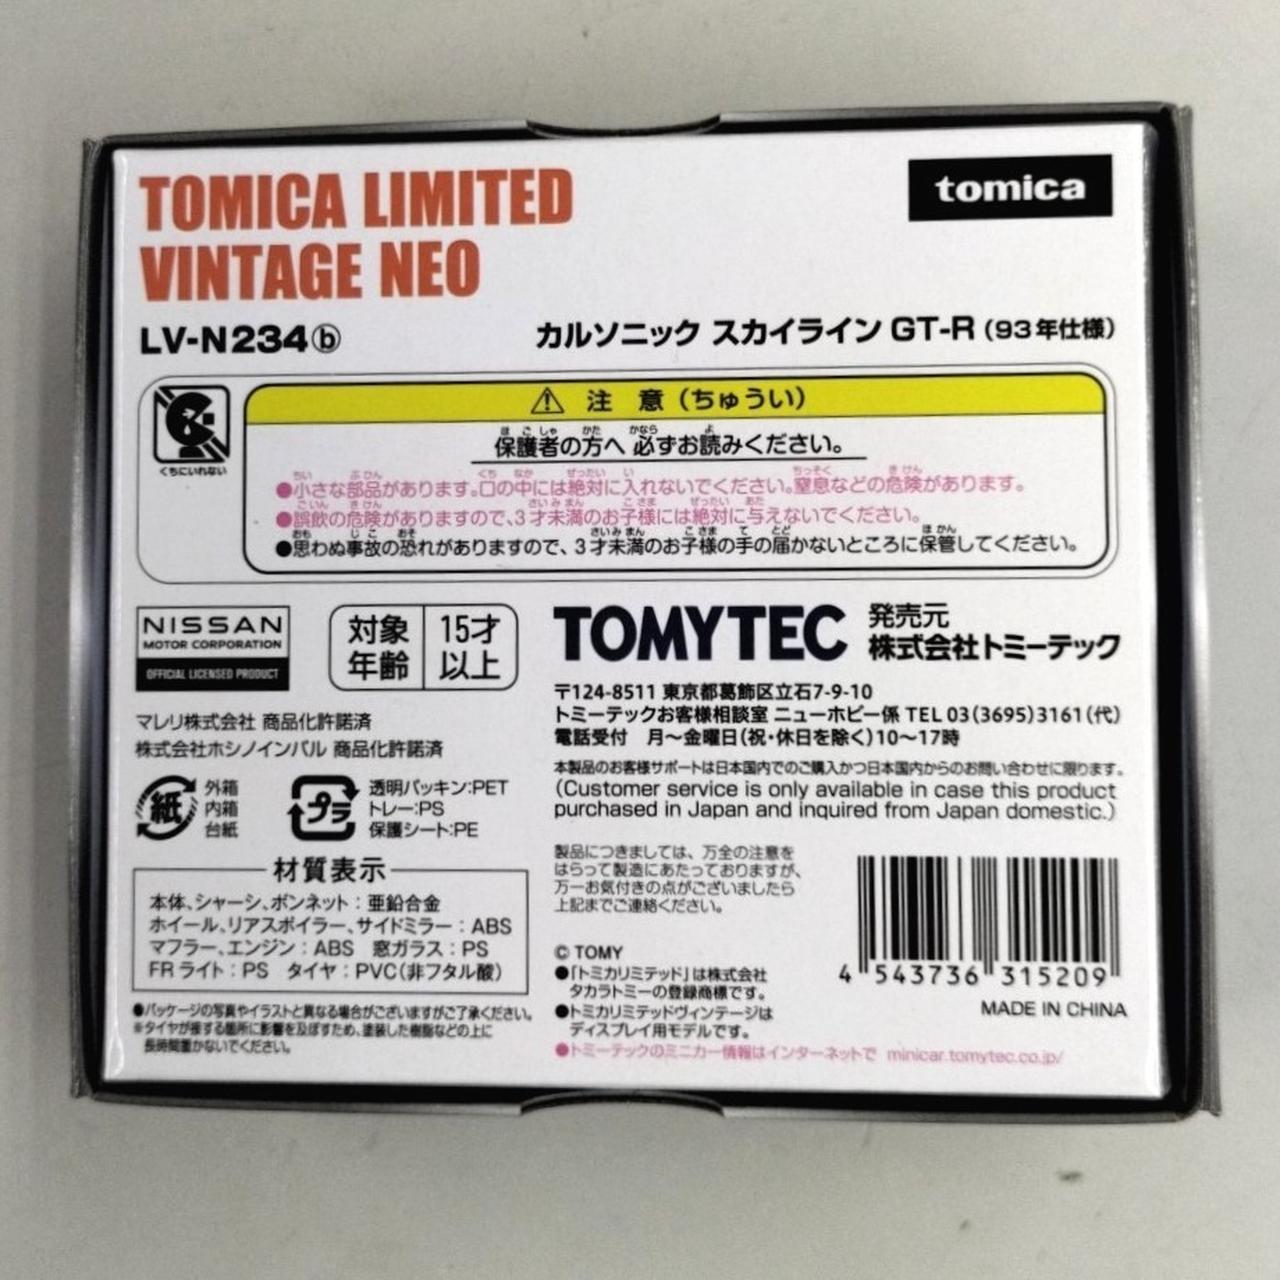 TOMICA LIMITED
VINTAGE NEO
tomica
LV-N234ⓑ
カルソニック スカイライン GT-R (93年仕様)
くちにいれない
⚠ 注 意 (ちゅうい)
保護者の方へ 必ずお読みください。
●小さな部品があります。口の中には絶対に入れないでください。窒息などの危険があります。
●誤飲の危険がありますので、3才未満のお子様には絶対に与えないでください。
●思わぬ事故の恐れがありますので、3才未満のお子様の手の届かないところに保管してください。
NISSAN
MOTOR CORPORATION
OFFICIAL LICENSED PRODUCT
対象年齢 15才以上
マレリ株式会社 商品化許諾済
株式会社ホシノインパル 商品化許諾済
紙
外箱
内箱
台紙
プラ
透明パッキン:PET
トレー:PS
保護シート:PE
材質表示
本体、シャーシ、ボンネット:亜鉛合金
ホイール、リアスポイラー、サイドミラー:ABS
マフラー、エンジン:ABS 窓ガラス:PS
FRライト:PS タイヤ:PVC(非フタル酸)
●パッケージの写真やイラストと異なる場合がございますがご了承ください。
※タイヤが接する箇所に影響を及ぼすため、塗装した樹脂などの上に
長時間置かないでください。
TOMYTEC
発売元
株式会社トミーテック
〒124-8511 東京都葛飾区立石7-9-10
トミーテックお客様相談室 ニューホビー係 TEL 03(3695)3161(代)
電話受付 月〜金曜日(祝・休日を除く)10〜17時
本製品のお客様サポートは日本国内でのご購入かつ日本国内からのお問い合わせに限ります。
(Customer service is only available in case this product
purchased in Japan and inquired from Japan domestic.)
製品につきましては、万全の注意を
はらって製造にあたっておりますが、
万一お気付きの点がございましたら
上記までご連絡ください。
© TOMY
●「トミカリミテッド」は株式会社
タカラトミーの登録商標です。
●トミカリミテッドヴィンテージは
ディスプレイ用モデルです。
●トミーテックのミニカー情報はインターネットで minicar.tomytec.co.jp/
4 543736 315209
MADE IN CHINA